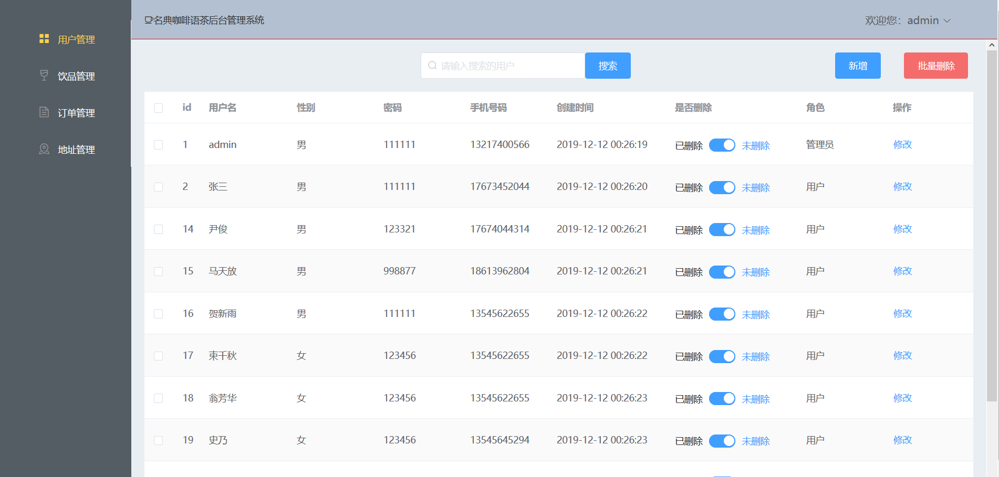 用户管理
饮品管理
订单管理
地址管理
名典咖啡语茶后台管理系统
欢迎您：admin
请输入搜索的用户 搜索 新增 批量删除
id 用户名 性别 密码 手机号码 创建时间 是否删除 角色 操作
1 admin 男 111111 13217400566 2019-12-12 00:26:19 已删除 未删除 管理员 修改
2 张三 男 111111 17673452044 2019-12-12 00:26:20 已删除 未删除 用户 修改
14 尹俊 男 123321 17674044314 2019-12-12 00:26:21 已删除 未删除 用户 修改
15 马天放 男 998877 18613962804 2019-12-12 00:26:21 已删除 未删除 用户 修改
16 贺新雨 男 111111 13545622655 2019-12-12 00:26:22 已删除 未删除 用户 修改
17 束千秋 女 123456 13545622655 2019-12-12 00:26:22 已删除 未删除 用户 修改
18 翁芳华 女 123456 13545622655 2019-12-12 00:26:23 已删除 未删除 用户 修改
19 史乃 女 123456 13545645294 2019-12-12 00:26:23 已删除 未删除 用户 修改